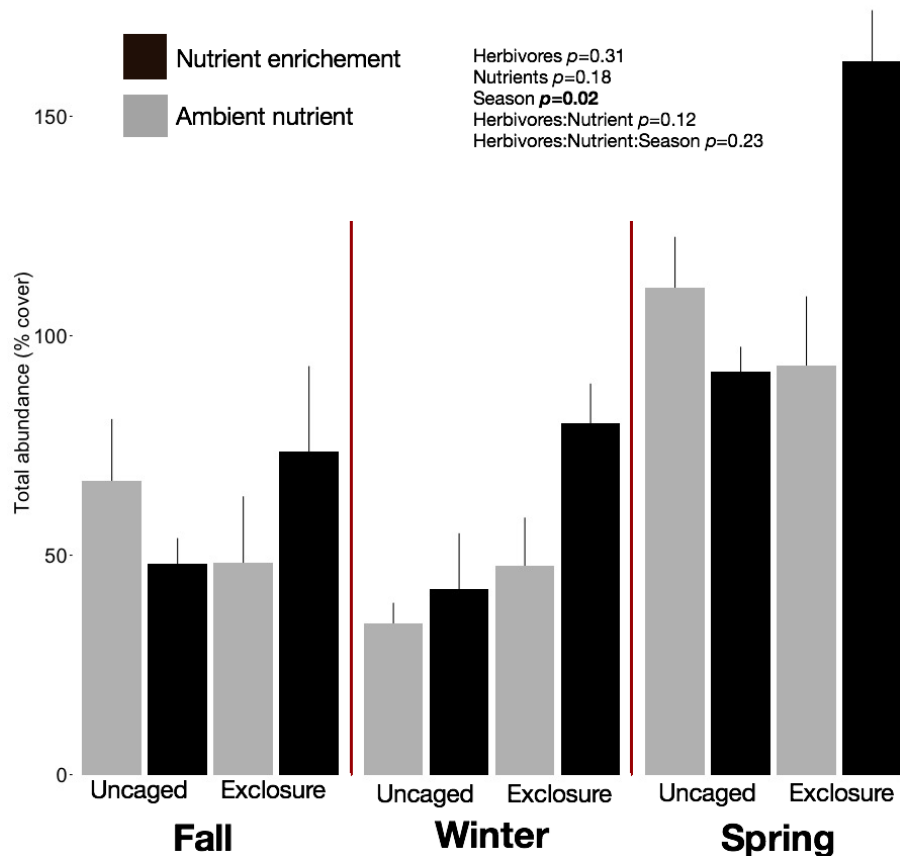 Nutrient enrichement
Ambient nutrient
Herbivores p=0.31
Nutrients p=0.18
Season p=0.02
Herbivores:Nutrient p=0.12
Herbivores:Nutrient:Season p=0.23
Total abundance (% cover)
150
100
50
0
Uncaged Exclosure
Uncaged Exclosure
Uncaged Exclosure
Fall
Winter
Spring